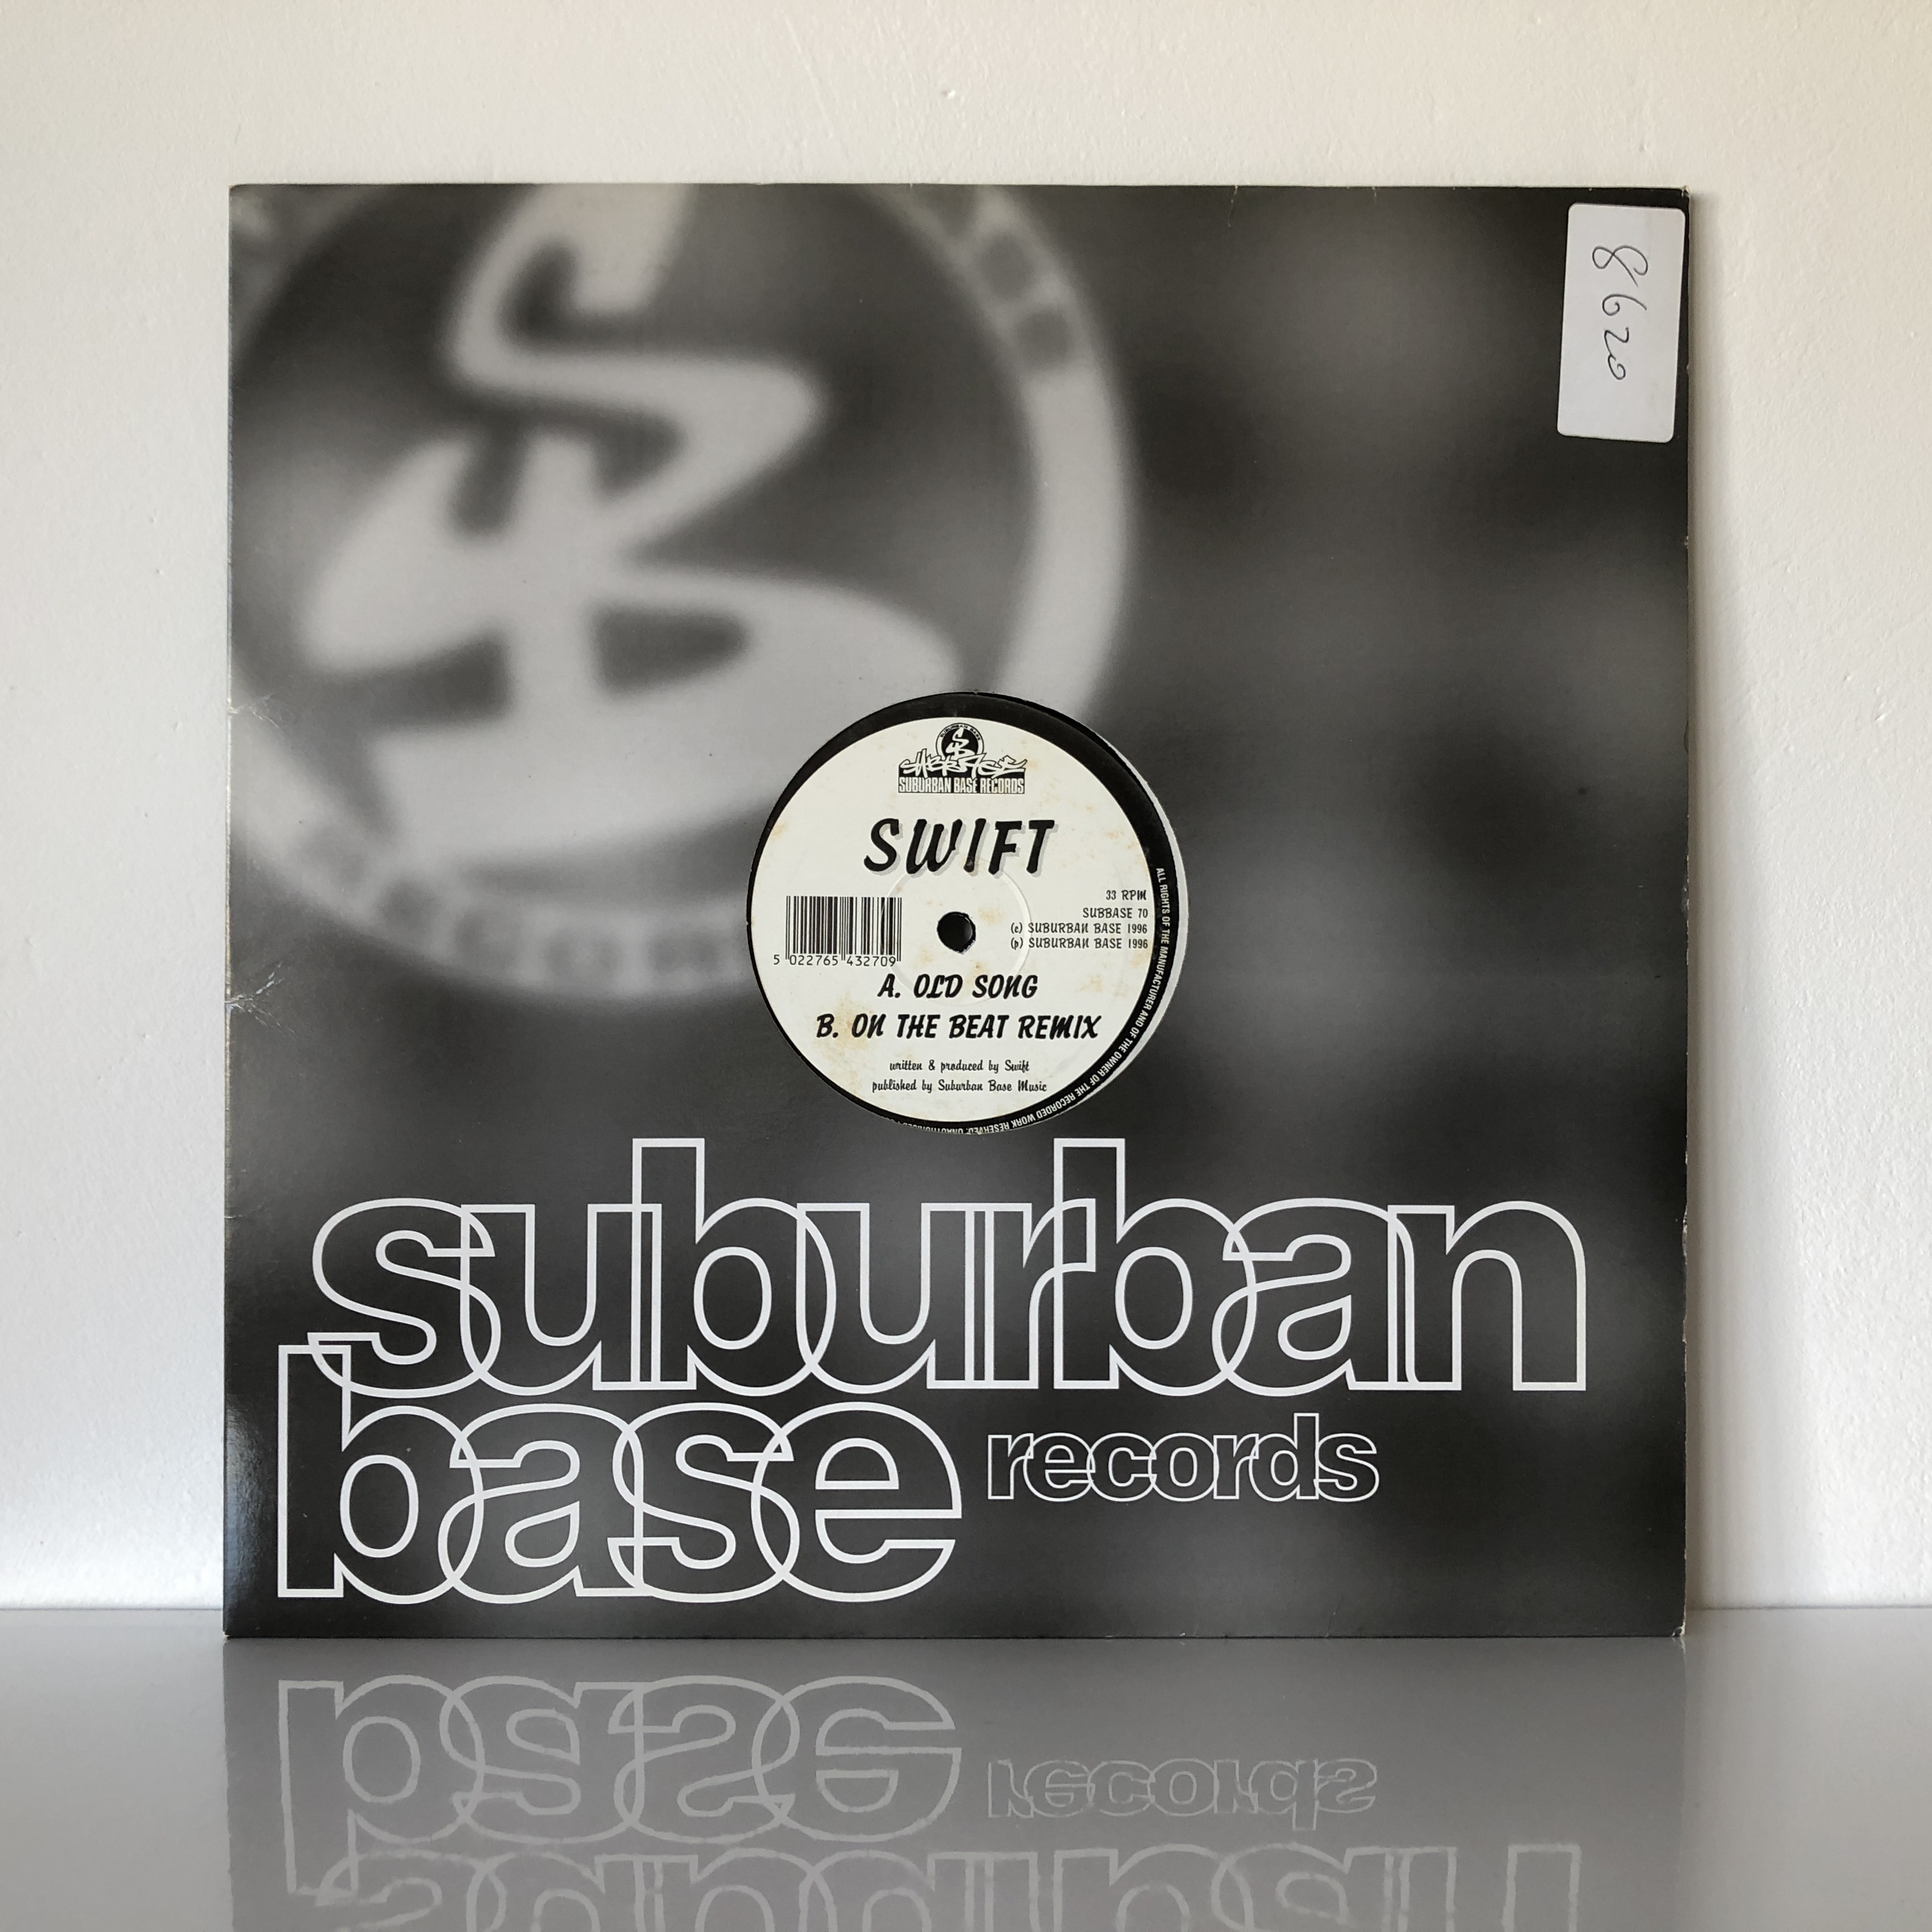 8620
SUBBASE
SUBURBAN BASE RECORDS
SWIFT
33 RPM
SUBBASE 70
(c) SUBURBAN BASE 1996
(p) SUBURBAN BASE 1996
5 022765 432709
A. OLD SONG
B. ON THE BEAT REMIX
written & produced by Swift
published by Suburban Base Music
ALL RIGHTS OF THE MANUFACTURER AND OF THE OWNER OF THE RECORDED WORK RESERVED.
suburban
base records